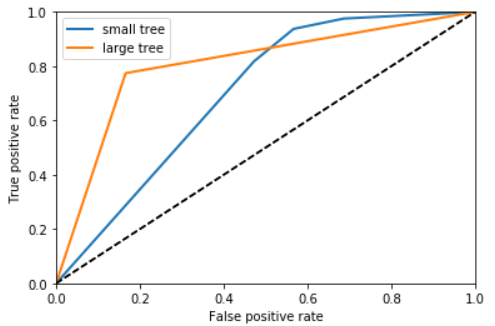 1.0
0.8
0.6
0.4
0.2
0.0
True positive rate
small tree
large tree
0.0 0.2 0.4 0.6 0.8 1.0
False positive rate